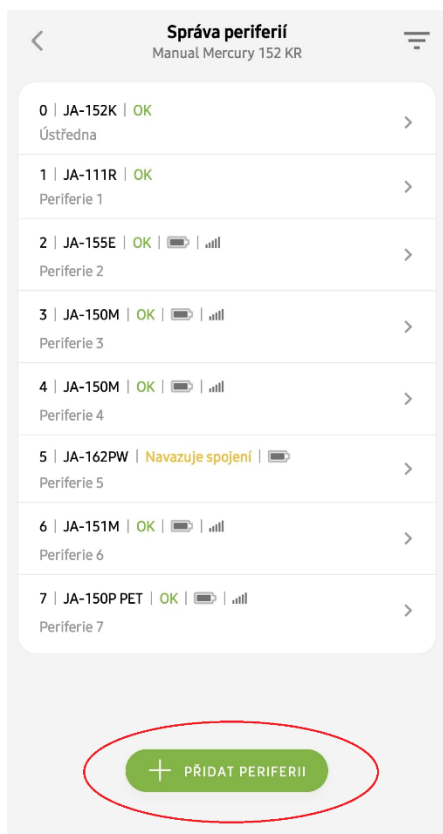 Správa periferií
Manual Mercury 152 KR
0 | JA-152K | OK
Ústředna
1 | JA-111R | OK
Periferie 1
2 | JA-155E | OK |
Periferie 2
3 | JA-150M | OK |
Periferie 3
4 | JA-150M | OK |
Periferie 4
5 | JA-162PW | Navazuje spojení |
Periferie 5
6 | JA-151M | OK |
Periferie 6
7 | JA-150P PET | OK |
Periferie 7
PŘIDAT PERIFERII